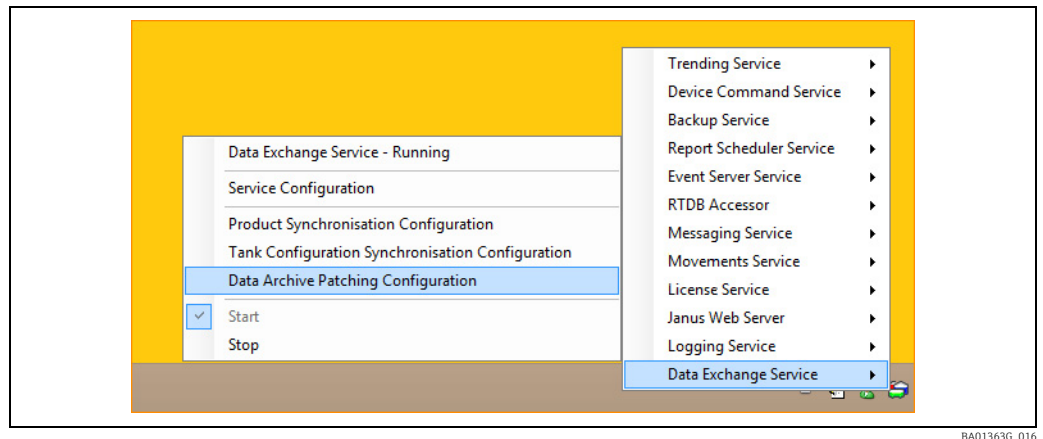 Trending Service
Device Command Service
Backup Service
Report Scheduler Service
Event Server Service
RTDB Accessor
Messaging Service
Movements Service
License Service
Janus Web Server
Logging Service
Data Exchange Service
Data Exchange Service - Running
Service Configuration
Product Synchronisation Configuration
Tank Configuration Synchronisation Configuration
Data Archive Patching Configuration
Start
Stop
BA01363G_016